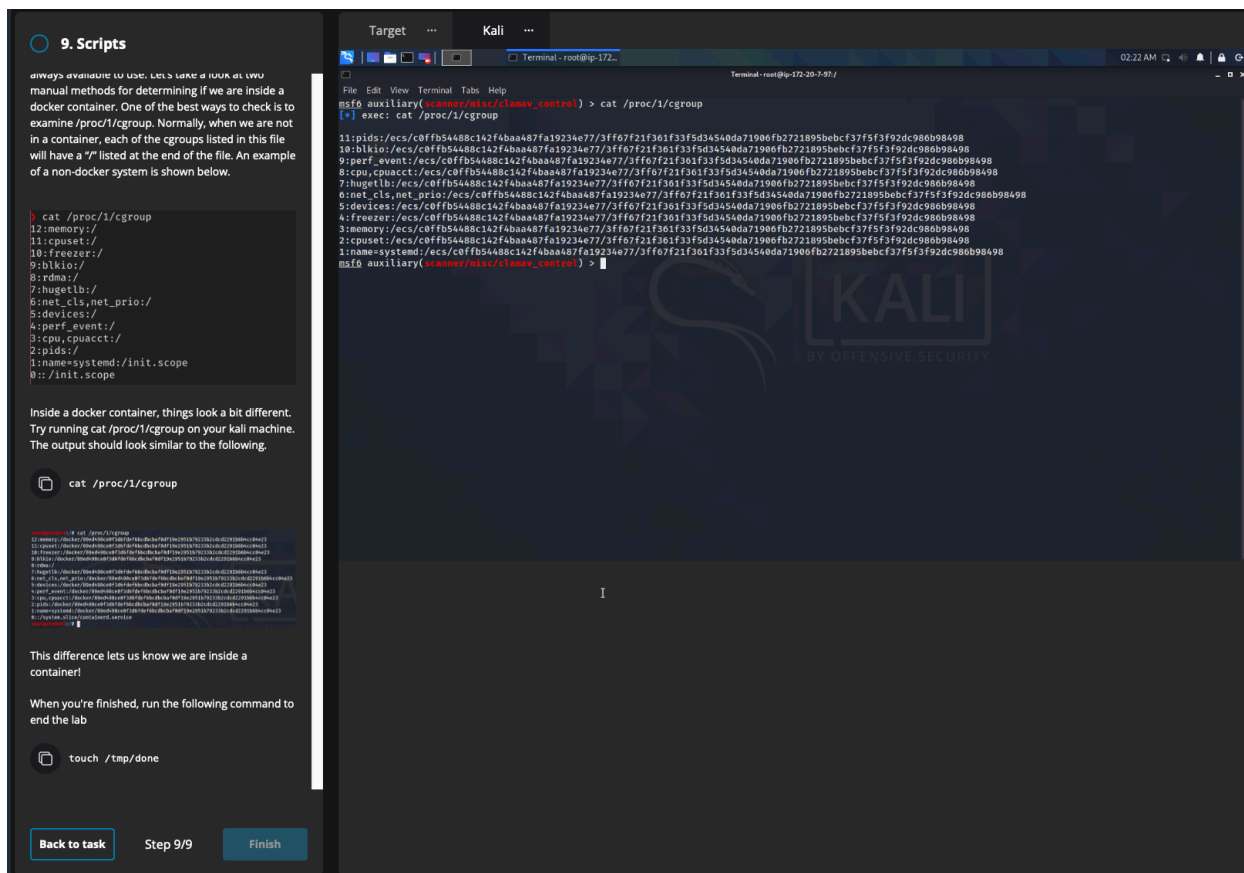 9. Scripts
always available to use. Let's take a look at two
manual methods for determining if we are inside a
docker container. One of the best ways to check is to
examine /proc/1/cgroup. Normally, when we are not
in a container, each of the cgroups listed in this file
will have a “/” listed at the end of the file. An example
of a non-docker system is shown below.
❯ cat /proc/1/cgroup
12:memory:/
11:cpuset:/
10:freezer:/
9:blkio:/
8:rdma:/
7:hugetlb:/
6:net_cls,net_prio:/
5:devices:/
4:perf_event:/
3:cpu,cpuacct:/
2:pids:/
1:name=systemd:/init.scope
0::/init.scope
Inside a docker container, things look a bit different.
Try running cat /proc/1/cgroup on your kali machine.
The output should look similar to the following.
cat /proc/1/cgroup
cat /proc/1/cgroup
8:rdma:/
0::/system.slice/containerd.service
This difference lets us know we are inside a
container!
When you're finished, run the following command to
end the lab
touch /tmp/done
Back to task Step 9/9 Finish
Target ... Kali ...
Terminal - root@ip-172... 02:22 AM
Terminal - root@ip-172-20-7-97:/
File Edit View Terminal Tabs Help
msf6 auxiliary(scanner/misc/clamav_control) > cat /proc/1/cgroup
[*] exec: cat /proc/1/cgroup
11:pids:/ecs/c0ffb54488c142f4baa487fa19234e77/3ff67f21f361f33f5d34540da71906fb2721895bebcf37f5f3f92dc986b98498
10:blkio:/ecs/c0ffb54488c142f4baa487fa19234e77/3ff67f21f361f33f5d34540da71906fb2721895bebcf37f5f3f92dc986b98498
9:perf_event:/ecs/c0ffb54488c142f4baa487fa19234e77/3ff67f21f361f33f5d34540da71906fb2721895bebcf37f5f3f92dc986b98498
8:cpu,cpuacct:/ecs/c0ffb54488c142f4baa487fa19234e77/3ff67f21f361f33f5d34540da71906fb2721895bebcf37f5f3f92dc986b98498
7:hugetlb:/ecs/c0ffb54488c142f4baa487fa19234e77/3ff67f21f361f33f5d34540da71906fb2721895bebcf37f5f3f92dc986b98498
6:net_cls,net_prio:/ecs/c0ffb54488c142f4baa487fa19234e77/3ff67f21f361f33f5d34540da71906fb2721895bebcf37f5f3f92dc986b98498
5:devices:/ecs/c0ffb54488c142f4baa487fa19234e77/3ff67f21f361f33f5d34540da71906fb2721895bebcf37f5f3f92dc986b98498
4:freezer:/ecs/c0ffb54488c142f4baa487fa19234e77/3ff67f21f361f33f5d34540da71906fb2721895bebcf37f5f3f92dc986b98498
3:memory:/ecs/c0ffb54488c142f4baa487fa19234e77/3ff67f21f361f33f5d34540da71906fb2721895bebcf37f5f3f92dc986b98498
2:cpuset:/ecs/c0ffb54488c142f4baa487fa19234e77/3ff67f21f361f33f5d34540da71906fb2721895bebcf37f5f3f92dc986b98498
1:name=systemd:/ecs/c0ffb54488c142f4baa487fa19234e77/3ff67f21f361f33f5d34540da71906fb2721895bebcf37f5f3f92dc986b98498
msf6 auxiliary(scanner/misc/clamav_control) >
KALI
BY OFFENSIVE SECURITY